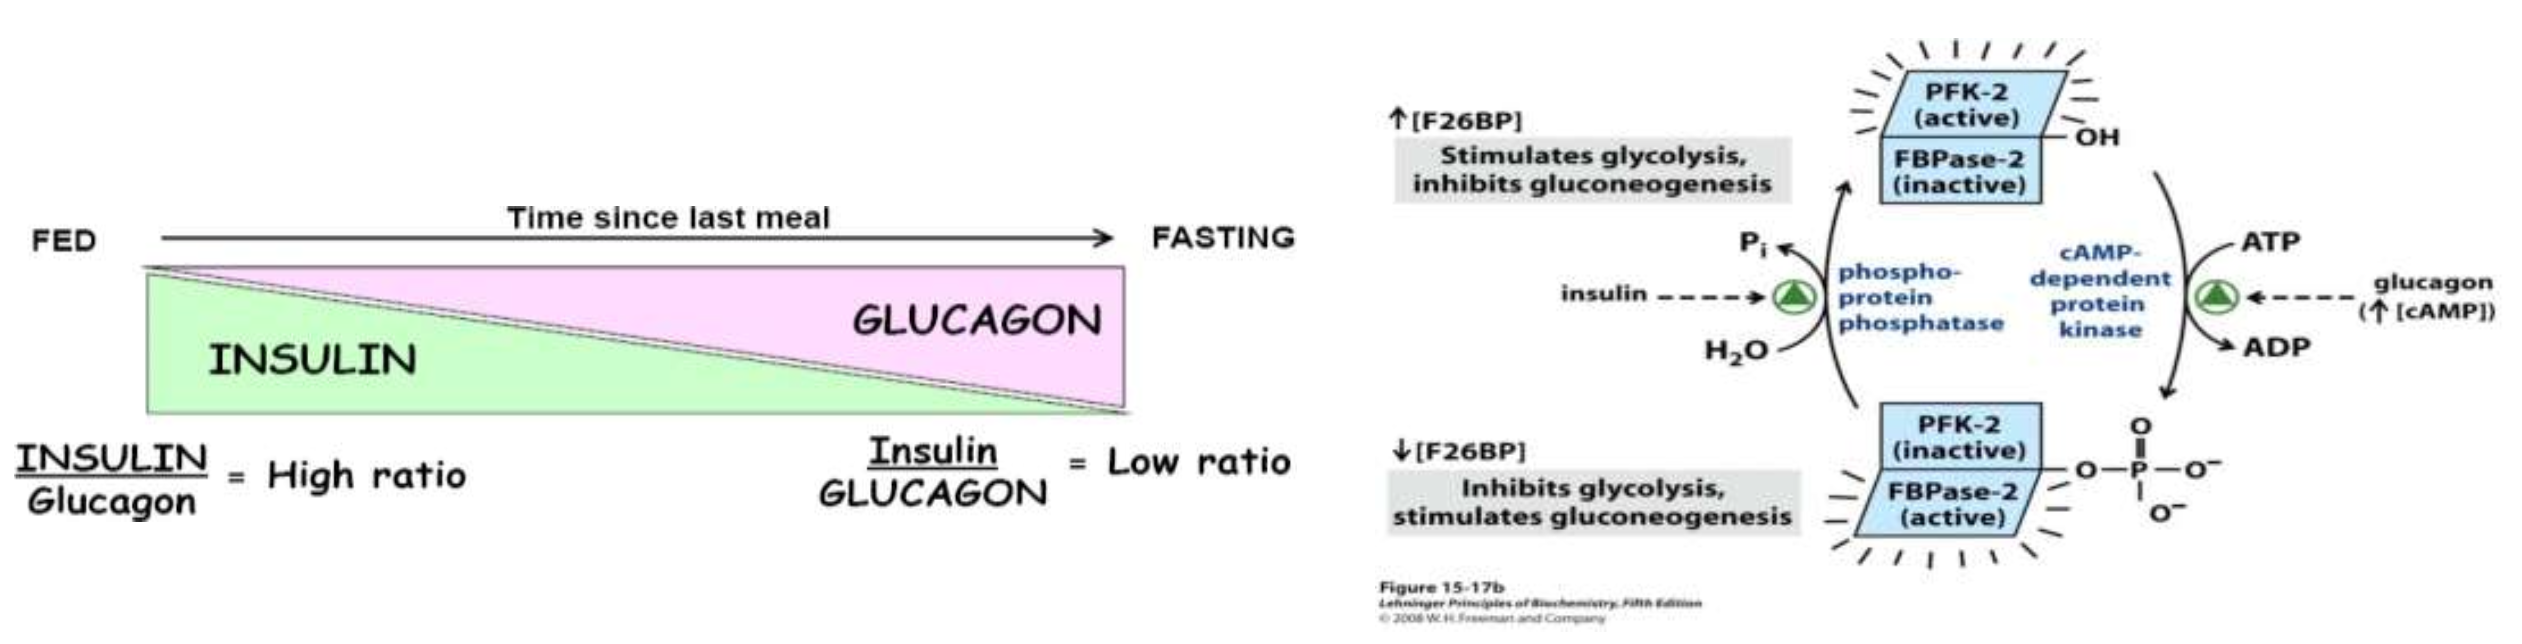 Time since last meal
FED
FASTING
GLUCAGON
INSULIN
INSULIN
Glucagon
= High ratio
Insulin
GLUCAGON
= Low ratio
PFK-2
(active)
OH
FBPase-2
(inactive)
↑[F26BP]
Stimulates glycolysis,
inhibits gluconeogenesis
Pi
insulin
H₂O
phospho-
protein
phosphatase
cAMP-
dependent
protein
kinase
ATP
glucagon
(↑ [cAMP])
ADP
↓[F26BP]
Inhibits glycolysis,
stimulates gluconeogenesis
PFK-2
(inactive)
FBPase-2
(active)
O
O—P—O⁻
O⁻
Figure 15-17b
Lehninger Principles of Biochemistry, Fifth Edition
© 2008 W. H. Freeman and Company